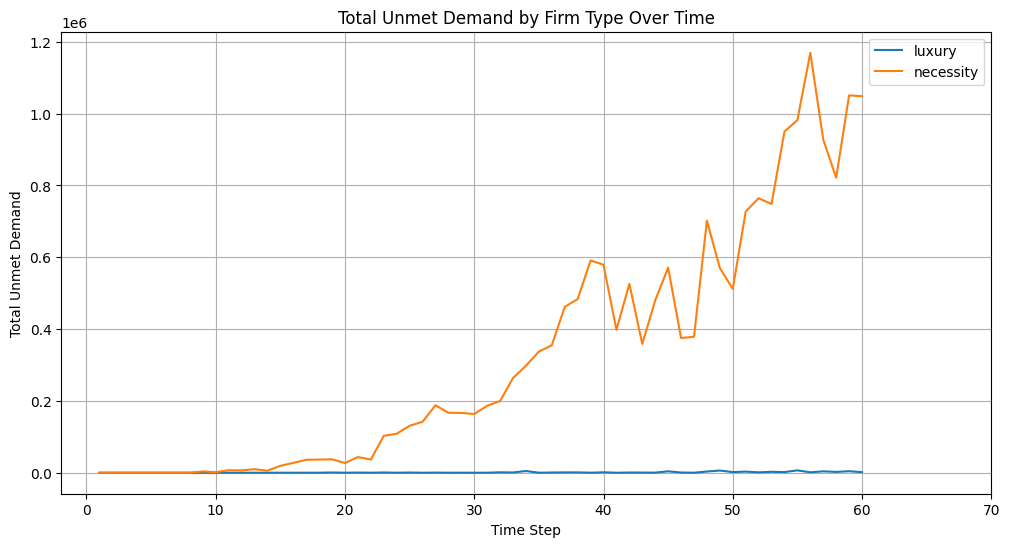 Total Unmet Demand by Firm Type Over Time
1e6
luxury
necessity
1.2
1.0
0.8
0.6
0.4
0.2
0.0
Total Unmet Demand
0 10 20 30 40 50 60 70
Time Step